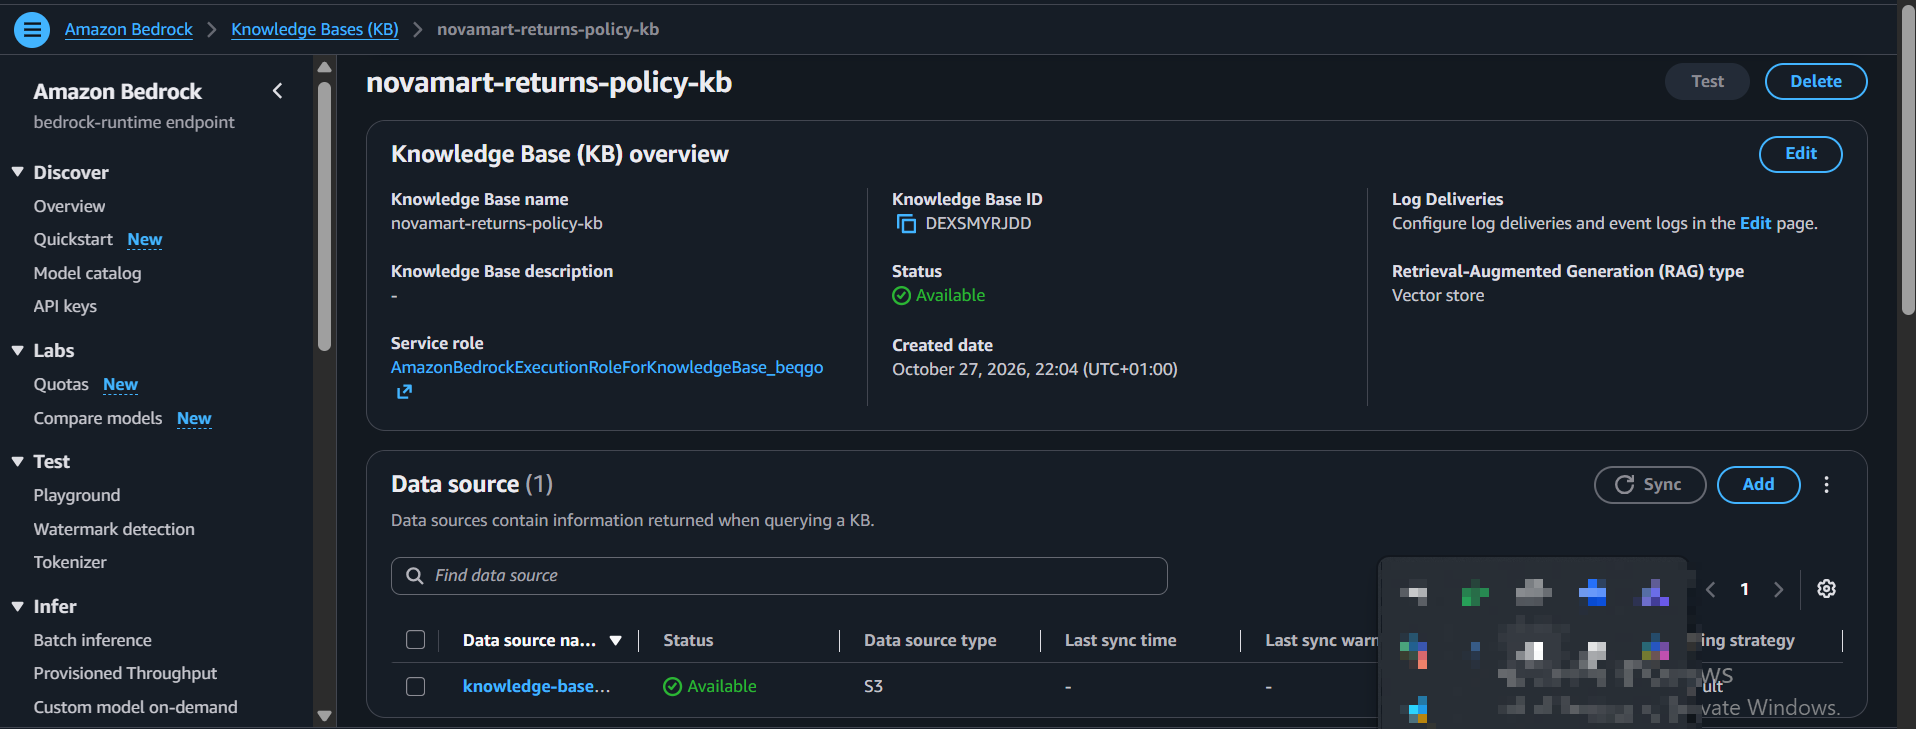 Amazon Bedrock > Knowledge Bases (KB) > novamart-returns-policy-kb
Amazon Bedrock
bedrock-runtime endpoint
Discover
Overview
Quickstart New
Model catalog
API keys
Labs
Quotas New
Compare models New
Test
Playground
Watermark detection
Tokenizer
Infer
Batch inference
Provisioned Throughput
Custom model on-demand
novamart-returns-policy-kb
Test
Delete
Knowledge Base (KB) overview
Edit
Knowledge Base name
novamart-returns-policy-kb
Knowledge Base description
-
Service role
AmazonBedrockExecutionRoleForKnowledgeBase_beqgo
Knowledge Base ID
DEXSMYRJDD
Status
Available
Created date
October 27, 2026, 22:04 (UTC+01:00)
Log Deliveries
Configure log deliveries and event logs in the Edit page.
Retrieval-Augmented Generation (RAG) type
Vector store
Data source (1)
Sync
Add
Data sources contain information returned when querying a KB.
Find data source
1
Data source na... Status Data source type Last sync time Last sync warn ing strategy
knowledge-base... Available S3 - - ult
ws
vate Windows.